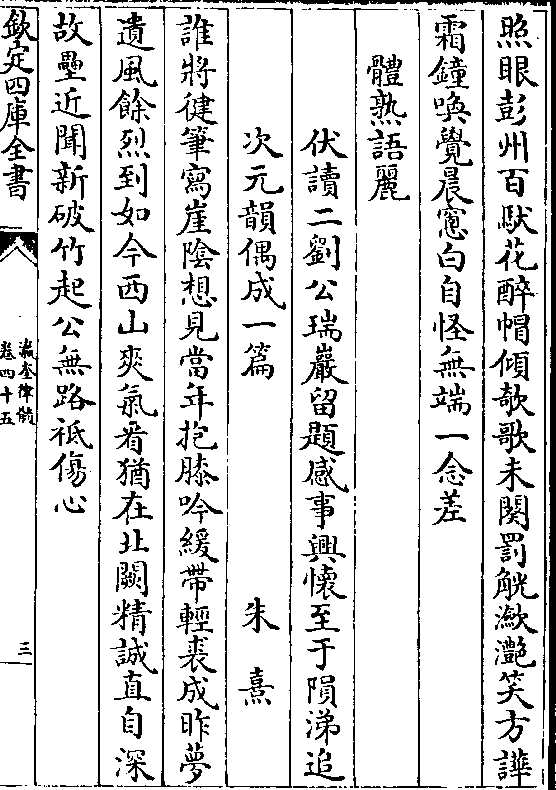 照眼彭州百馱花醉帽傾欹歌未闋罰觥瀲灩笑方譁
霜鐘喚覺晨窻白自怪無端一念差
體熟語麗
伏讀二劉公瑞巖留題感事興懷至于隕涕追
次元韻偶成一篇 朱熹
誰將健筆寫崖陰想見當年抱膝吟緩帶輕裘成昨夢
遺風餘烈到如今西山爽氣看猶在北闕精誠直自深
故壘近聞新破竹起公無路祗傷心
欽定四庫全書
瀛奎律髓
卷四十五
三